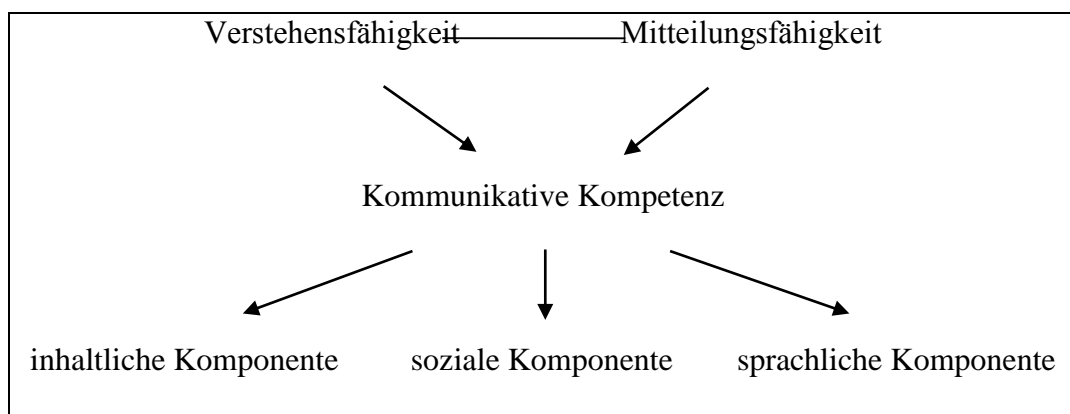 Verstehensfähigkeit Mitteilungsfähigkeit
Kommunikative Kompetenz
inhaltliche Komponente soziale Komponente sprachliche Komponente